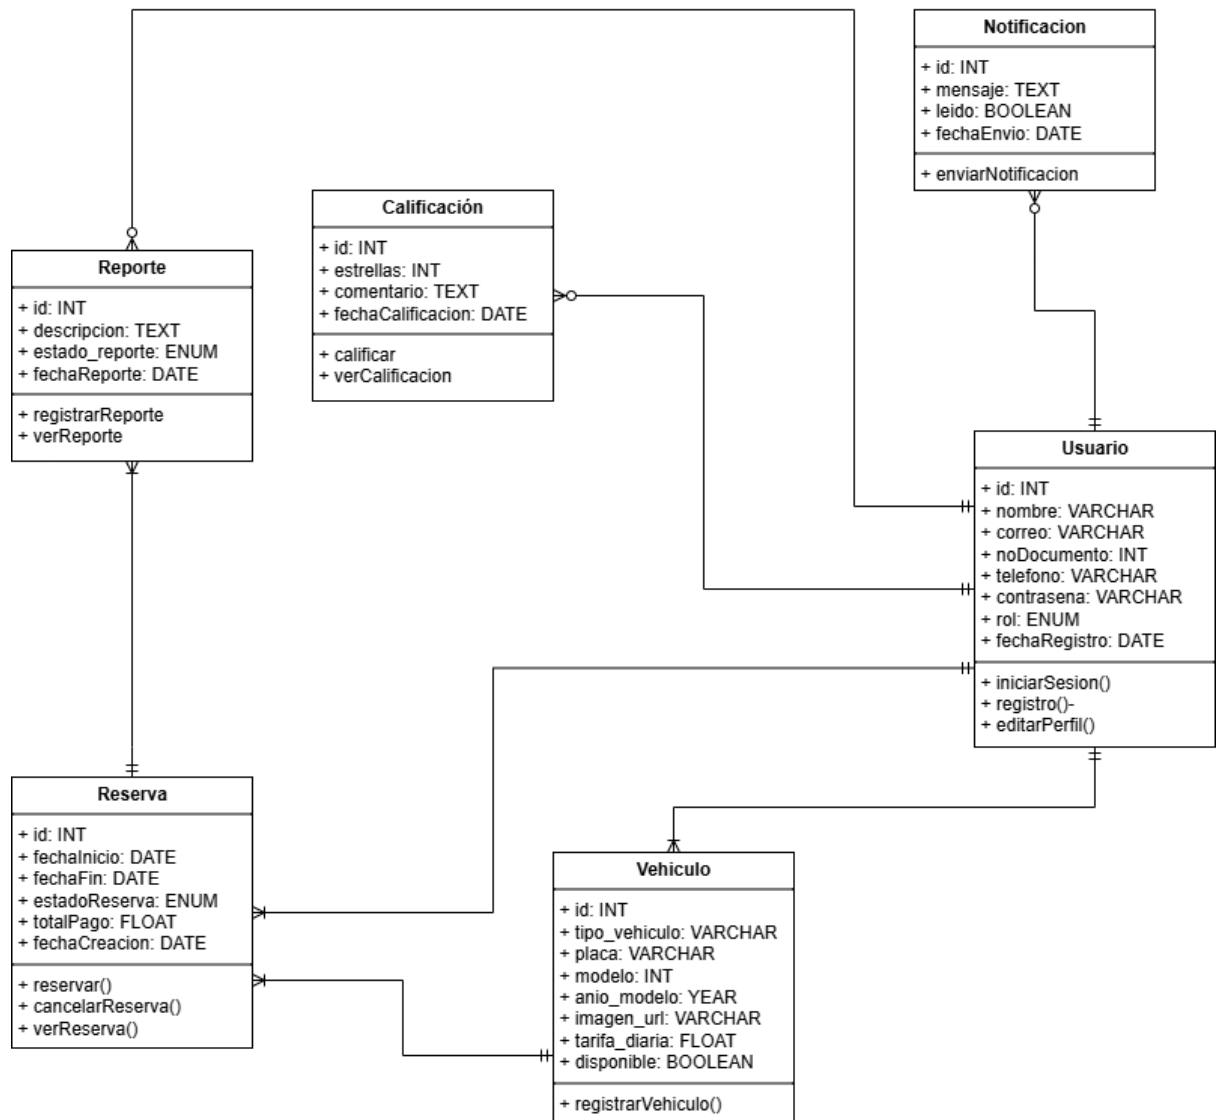 Notificacion
+ id: INT
+ mensaje: TEXT
+ leido: BOOLEAN
+ fechaEnvio: DATE
+ enviarNotificacion
Calificación
+ id: INT
+ estrellas: INT
+ comentario: TEXT
+ fechaCalificacion: DATE
+ calificar
+ verCalificacion
Reporte
+ id: INT
+ descripcion: TEXT
+ estado_reporte: ENUM
+ fechaReporte: DATE
+ registrarReporte
+ verReporte
Usuario
+ id: INT
+ nombre: VARCHAR
+ correo: VARCHAR
+ noDocumento: INT
+ telefono: VARCHAR
+ contrasena: VARCHAR
+ rol: ENUM
+ fechaRegistro: DATE
+ iniciarSesion()
+ registro()-
+ editarPerfil()
Reserva
+ id: INT
+ fechaInicio: DATE
+ fechaFin: DATE
+ estadoReserva: ENUM
+ totalPago: FLOAT
+ fechaCreacion: DATE
+ reservar()
+ cancelarReserva()
+ verReserva()
Vehiculo
+ id: INT
+ tipo_vehiculo: VARCHAR
+ placa: VARCHAR
+ modelo: INT
+ anio_modelo: YEAR
+ imagen_url: VARCHAR
+ tarifa_diaria: FLOAT
+ disponible: BOOLEAN
+ registrarVehiculo()